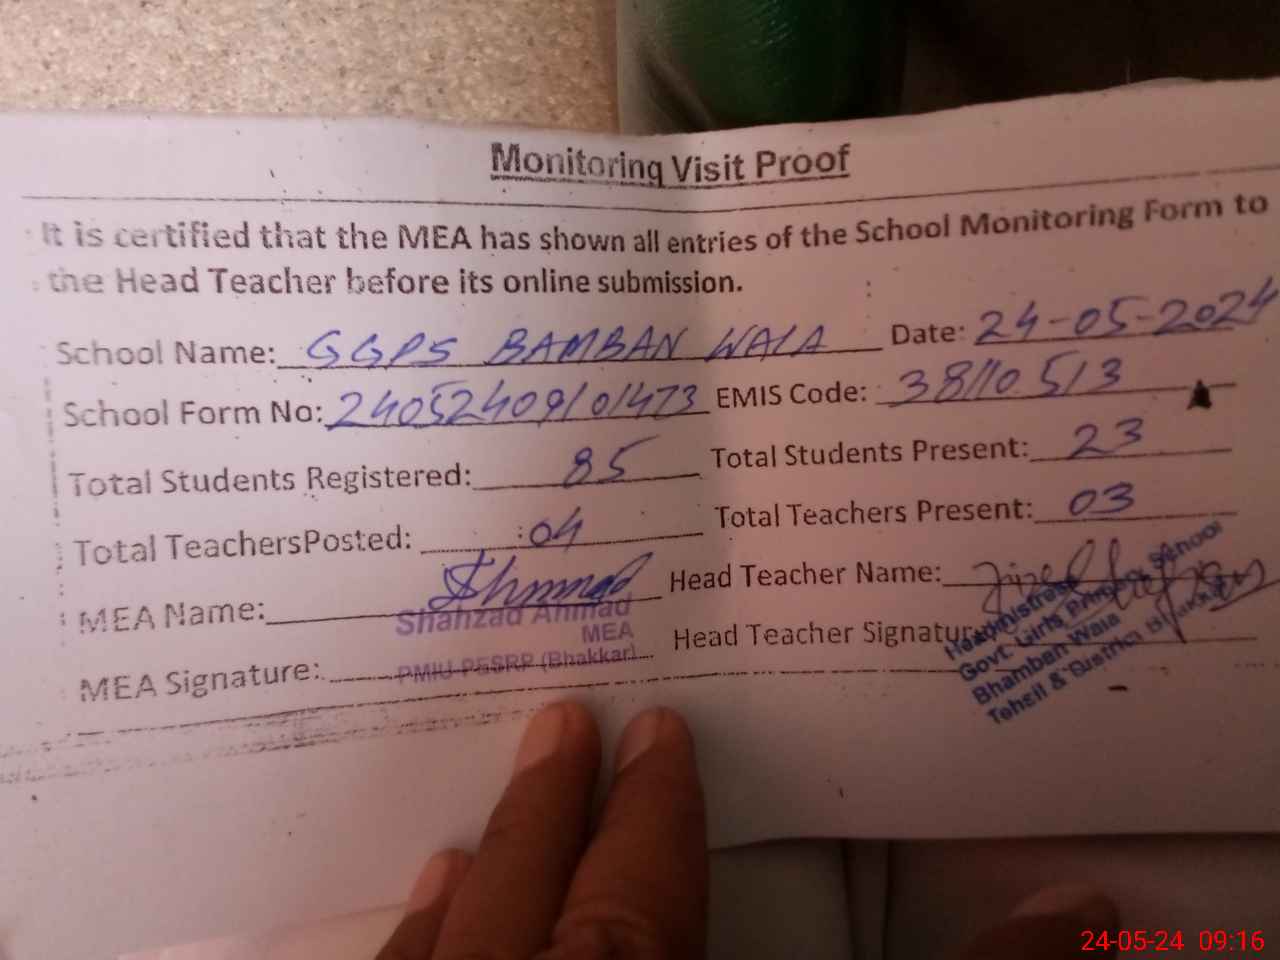 Monitoring Visit Proof
It is certified that the MEA has shown all entries of the School Monitoring Form to
the Head Teacher before its online submission.
School Name: GGPS BAMBAN WALA Date: 24-05-2024
School Form No: 24052409101473 EMIS Code: 38110513
Total Students Registered: 85 Total Students Present: 23
Total TeachersPosted: 04 Total Teachers Present: 03
MEA Name: Head Teacher Name:
Shahzad Ahmad
MEA
MEA Signature: PMIU-PESRP (Bhakkar) Head Teacher Signature:
Headmistress
Govt. Girls Primary School
Bhamban Wala
Tehsil & District Bhakkar
24-05-24 09:16